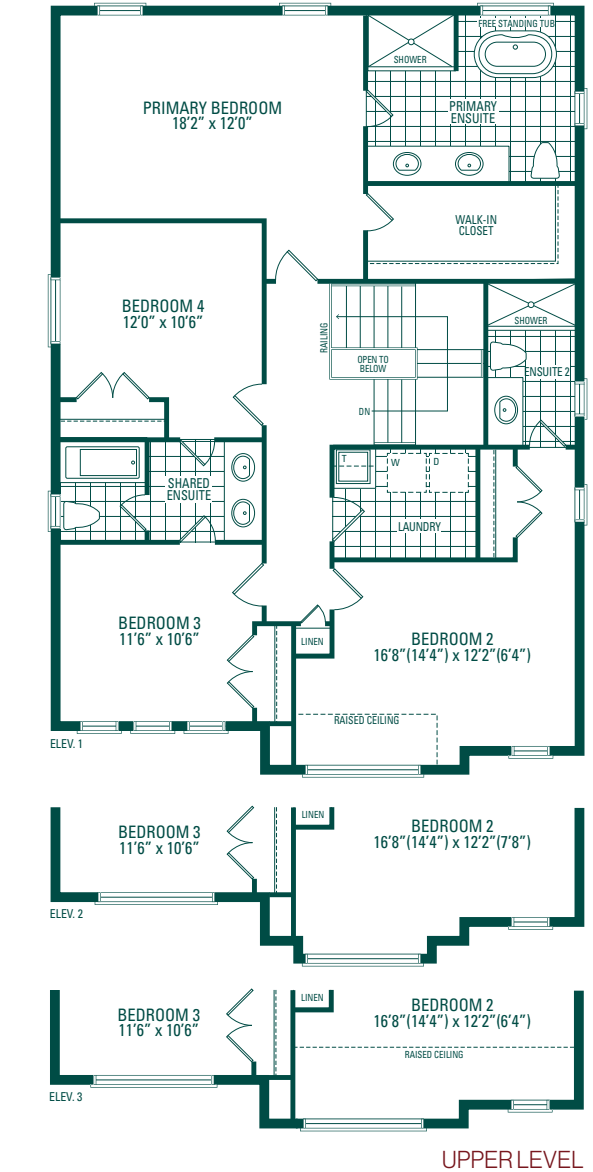 FREE STANDING TUB
SHOWER
PRIMARY BEDROOM
18'2" x 12'0"
PRIMARY
ENSUITE
WALK-IN
CLOSET
BEDROOM 4
12'0" x 10'6"
RAILING
OPEN TO
BELOW
DN
SHOWER
ENSUITE 2
SHARED
ENSUITE
T
W
D
LAUNDRY
BEDROOM 3
11'6" x 10'6"
LINEN
BEDROOM 2
16'8"(14'4") x 12'2"(6'4")
RAISED CEILING
ELEV. 1
BEDROOM 3
11'6" x 10'6"
LINEN
BEDROOM 2
16'8"(14'4") x 12'2"(7'8")
ELEV. 2
BEDROOM 3
11'6" x 10'6"
LINEN
BEDROOM 2
16'8"(14'4") x 12'2"(6'4")
RAISED CEILING
ELEV. 3
UPPER LEVEL